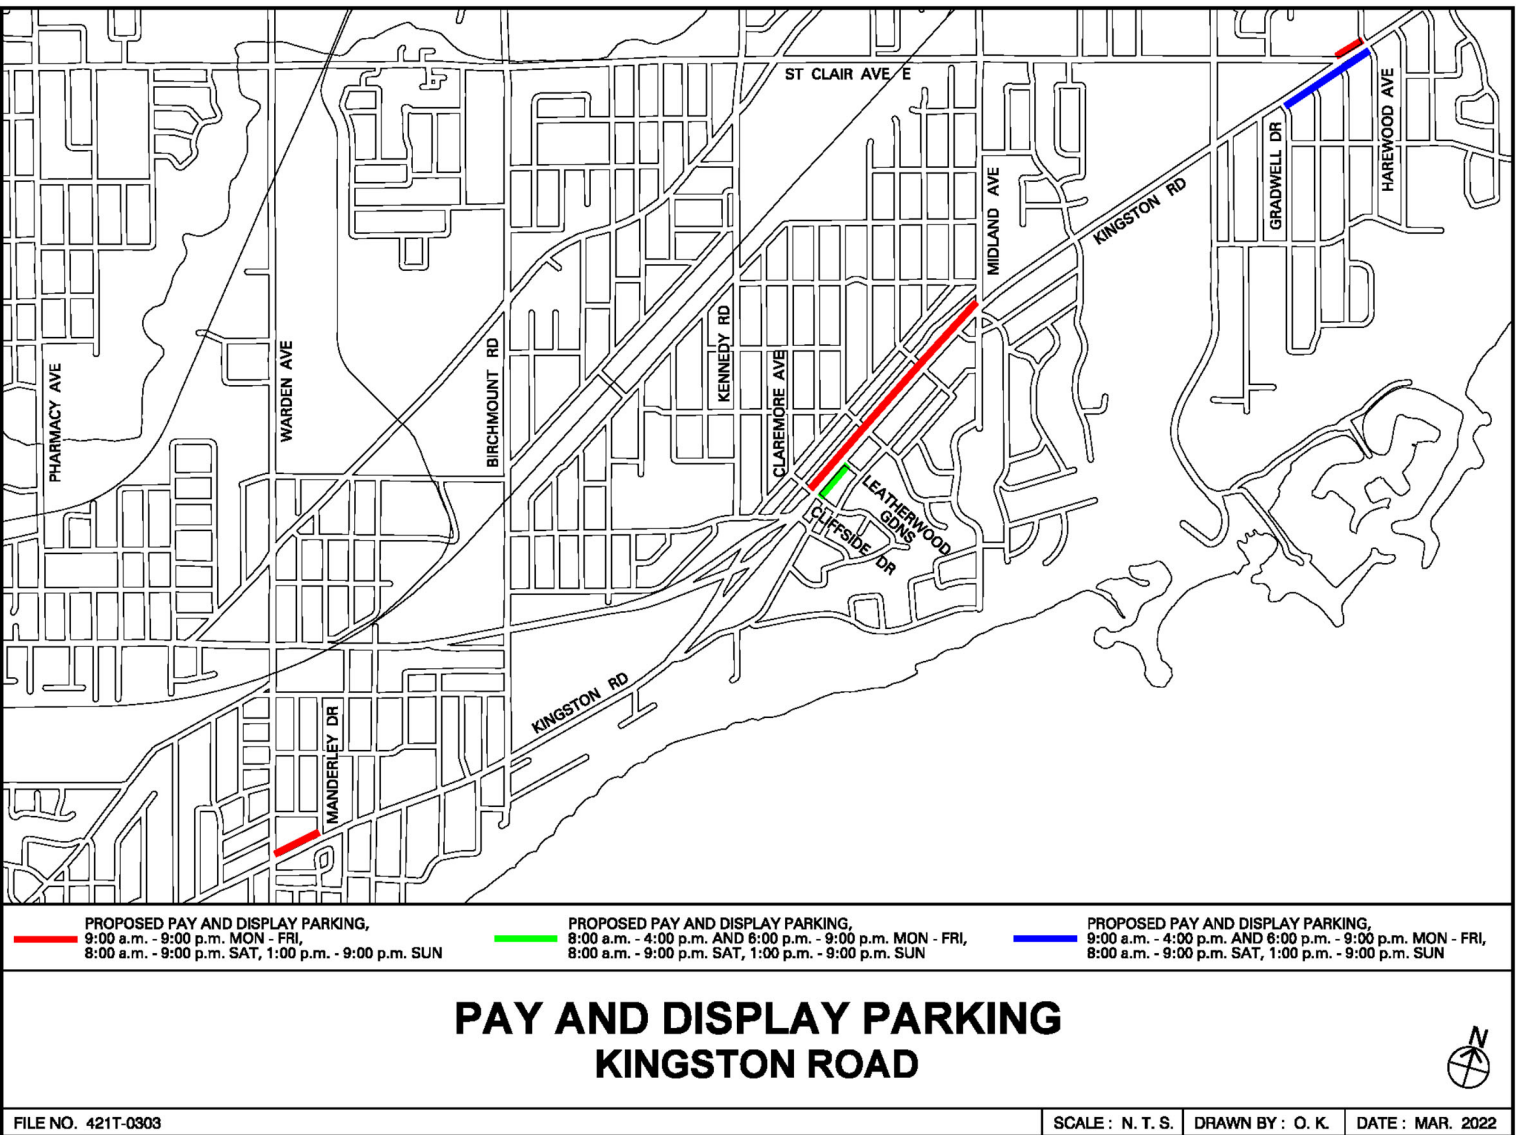 ST CLAIR AVE E
HAREWOOD AVE
GRADWELL DR
MIDLAND AVE
KINGSTON RD
KENNEDY RD
CLAREMORE AVE
BIRCHMOUNT RD
WARDEN AVE
PHARMACY AVE
LEATHERWOOD
GDNS
CLIFFSIDE DR
KINGSTON RD
MANDERLEY DR
PROPOSED PAY AND DISPLAY PARKING,
9:00 a.m. - 9:00 p.m. MON - FRI,
8:00 a.m. - 9:00 p.m. SAT, 1:00 p.m. - 9:00 p.m. SUN
PROPOSED PAY AND DISPLAY PARKING,
8:00 a.m. - 4:00 p.m. AND 6:00 p.m. - 9:00 p.m. MON - FRI,
8:00 a.m. - 9:00 p.m. SAT, 1:00 p.m. - 9:00 p.m. SUN
PROPOSED PAY AND DISPLAY PARKING,
9:00 a.m. - 4:00 p.m. AND 6:00 p.m. - 9:00 p.m. MON - FRI,
8:00 a.m. - 9:00 p.m. SAT, 1:00 p.m. - 9:00 p.m. SUN
PAY AND DISPLAY PARKING
KINGSTON ROAD
N
FILE NO. 421T-0303
SCALE : N. T. S.
DRAWN BY : O. K.
DATE : MAR. 2022